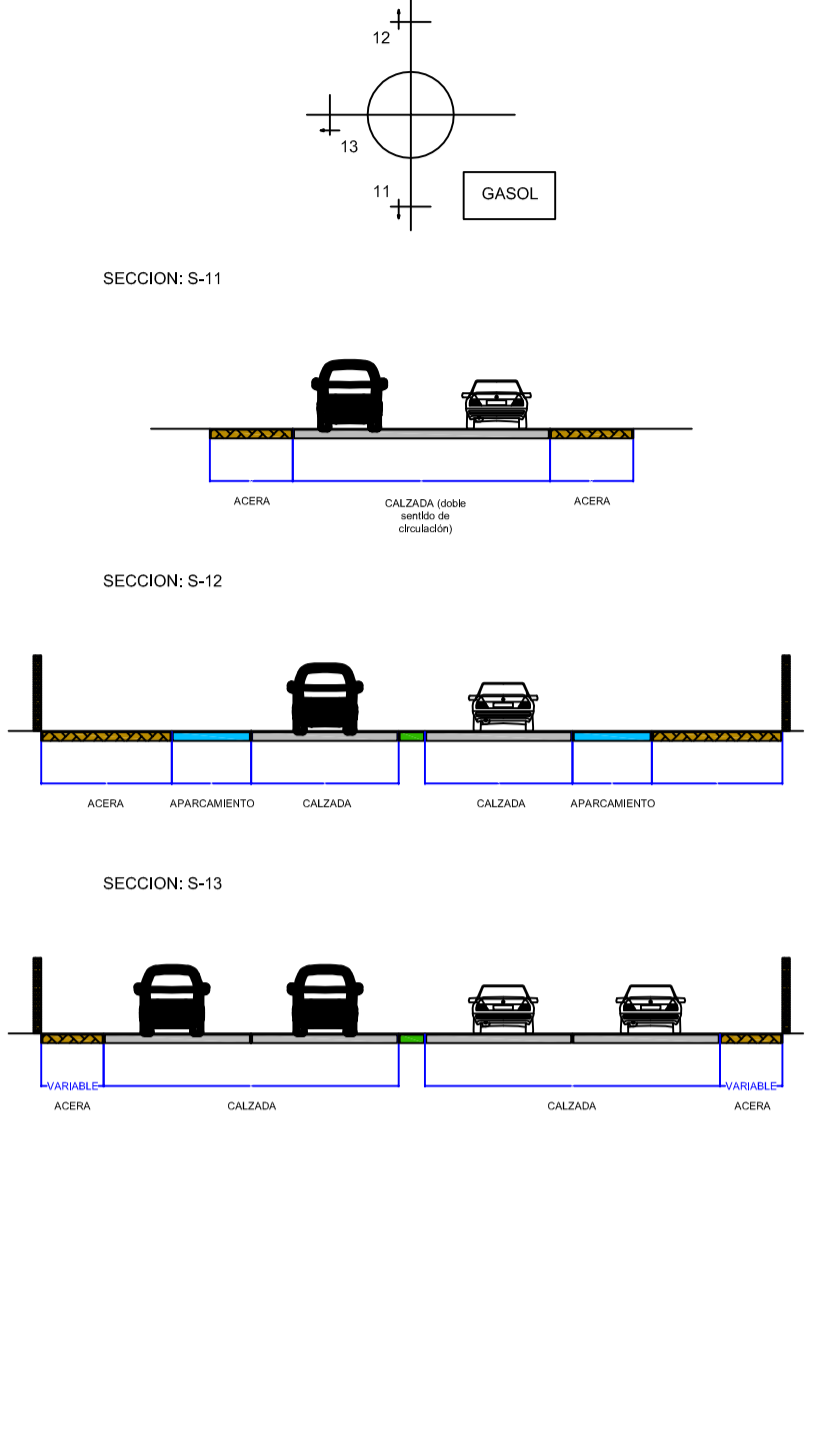 12
13
11
GASOL
SECCION: S-11
ACERA
CALZADA (doble
sentido de
circulación)
ACERA
SECCION: S-12
ACERA
APARCAMIENTO
CALZADA
CALZADA
APARCAMIENTO
SECCION: S-13
VARIABLE
VARIABLE
ACERA
CALZADA
CALZADA
ACERA